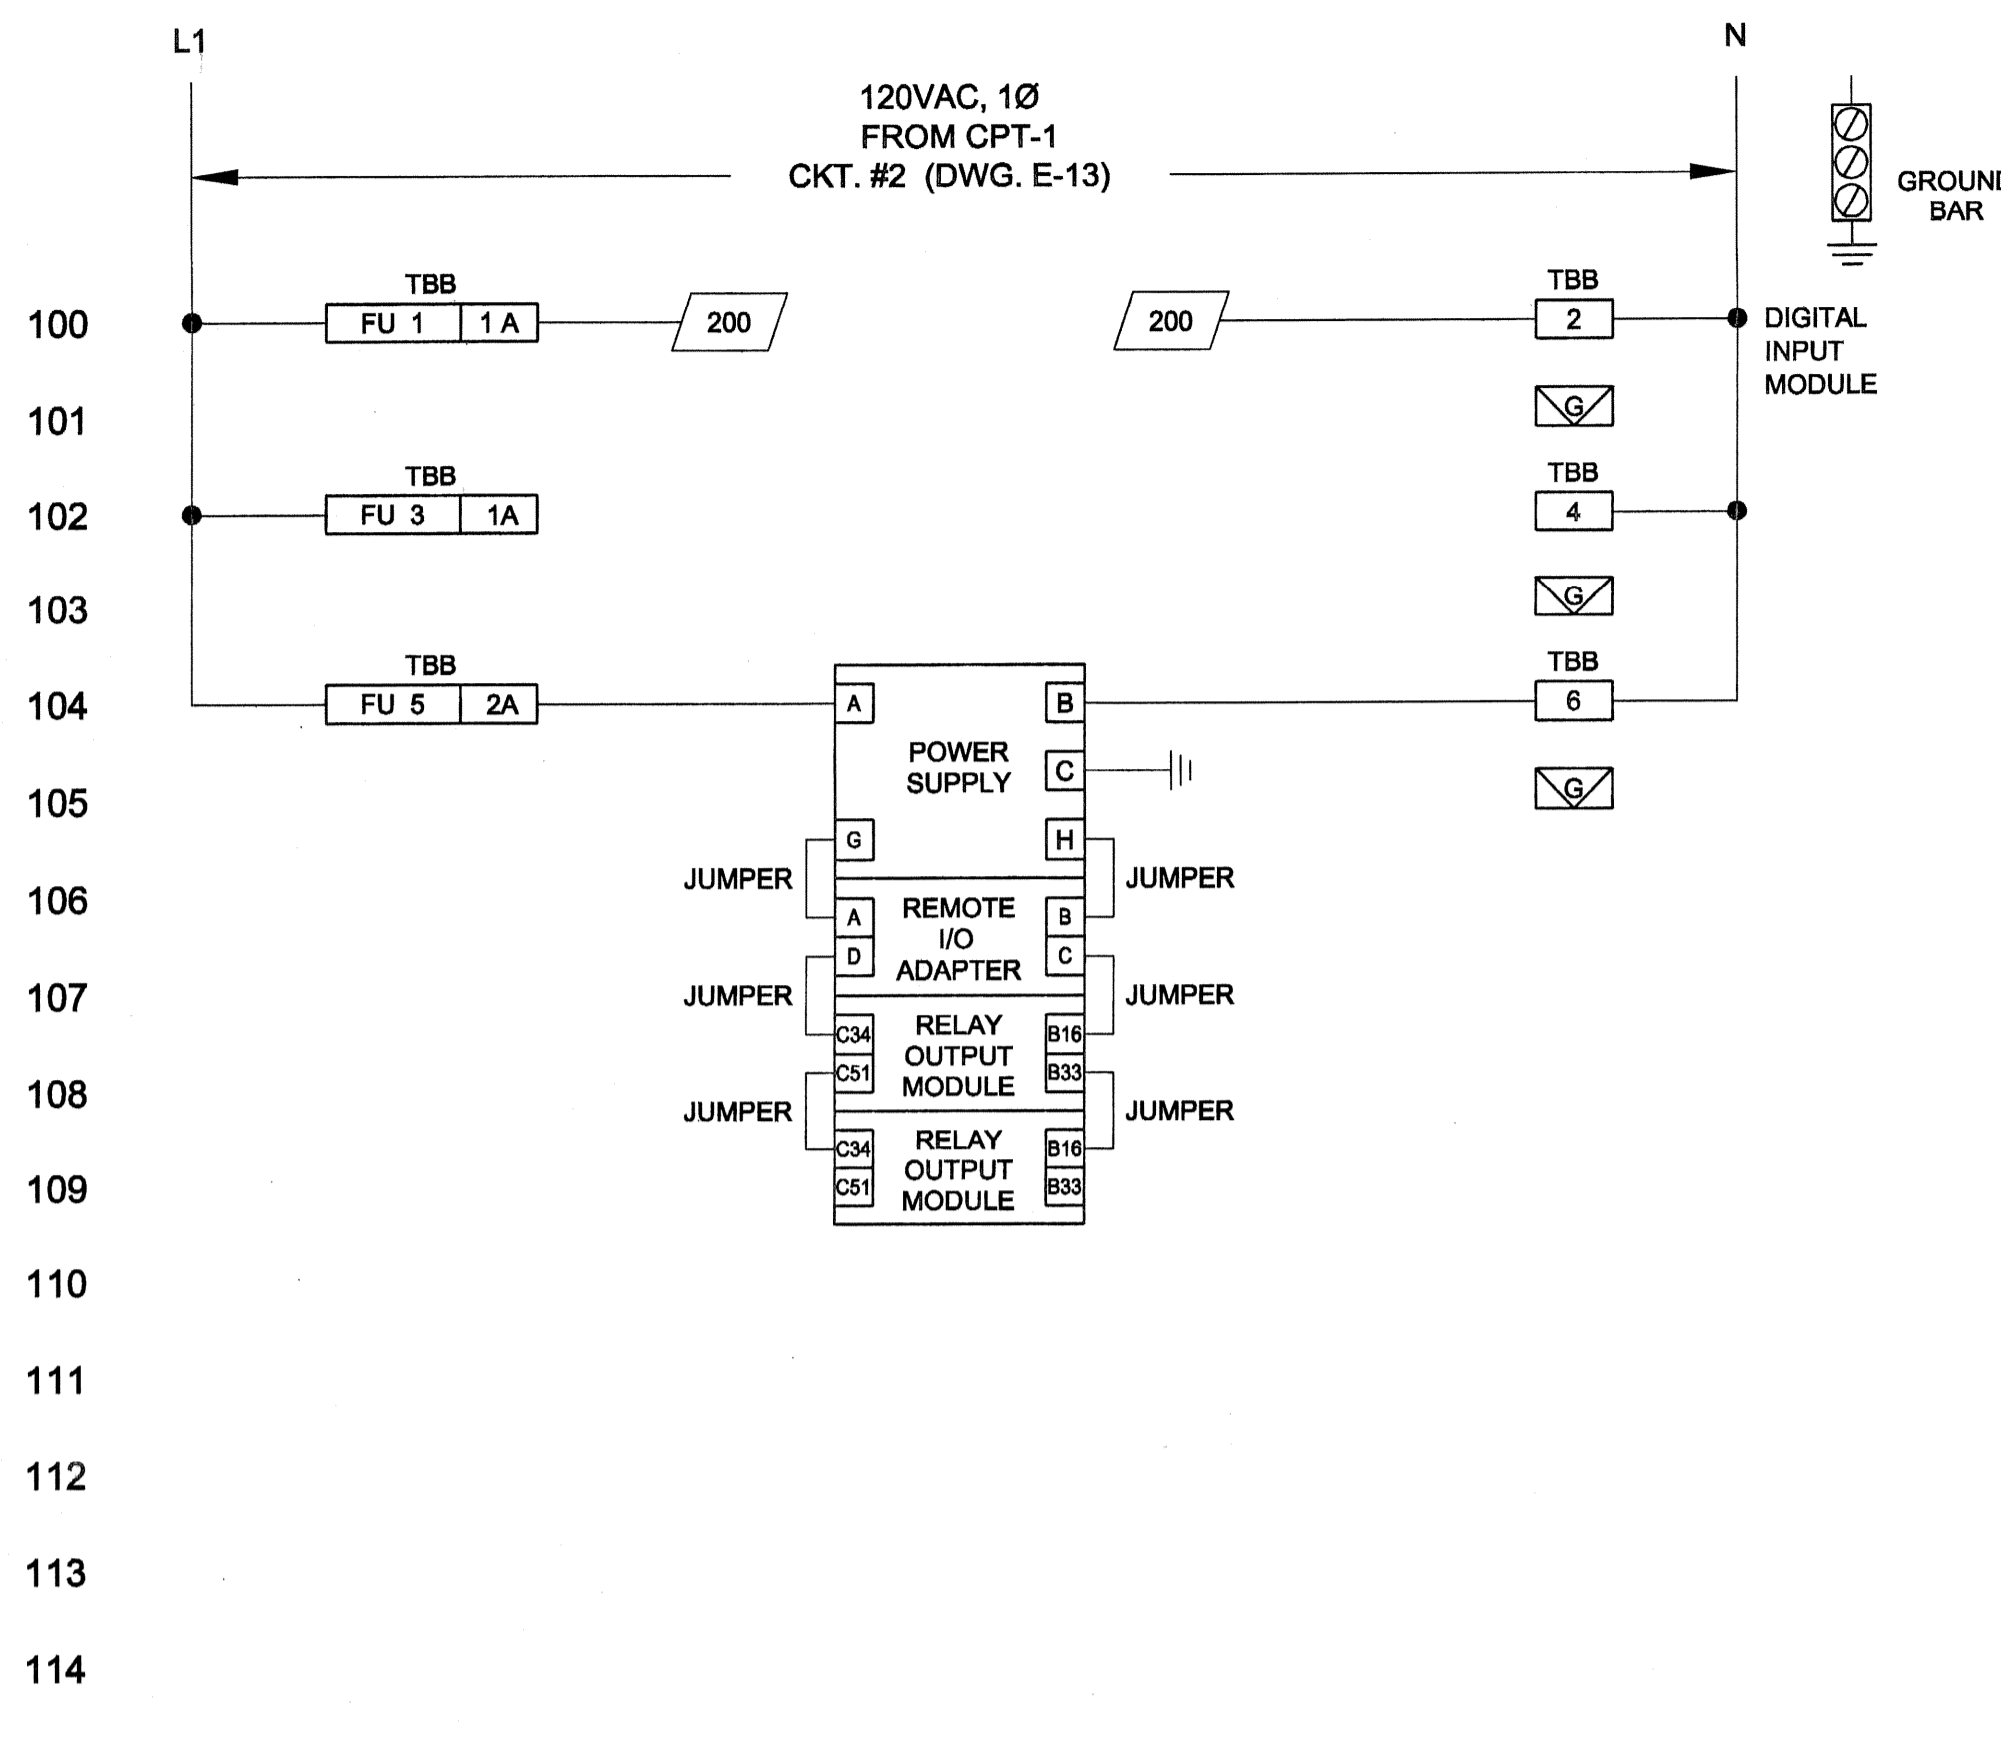 L1
N
120VAC, 1Ø
FROM CPT-1
CKT. #2 (DWG. E-13)
GROUND
BAR
TBB
TBB
100
FU 1
1 A
200
200
2
DIGITAL
INPUT
MODULE
101
G
TBB
TBB
102
FU 3
1A
4
103
G
TBB
TBB
104
FU 5
2A
A
B
6
POWER
SUPPLY
C
105
G
G
H
JUMPER
JUMPER
106
A
REMOTE
I/O
ADAPTER
B
D
C
107
JUMPER
JUMPER
C34
RELAY
OUTPUT
MODULE
B16
C51
B33
108
JUMPER
JUMPER
C34
RELAY
OUTPUT
MODULE
B16
109
C51
B33
110
111
112
113
114